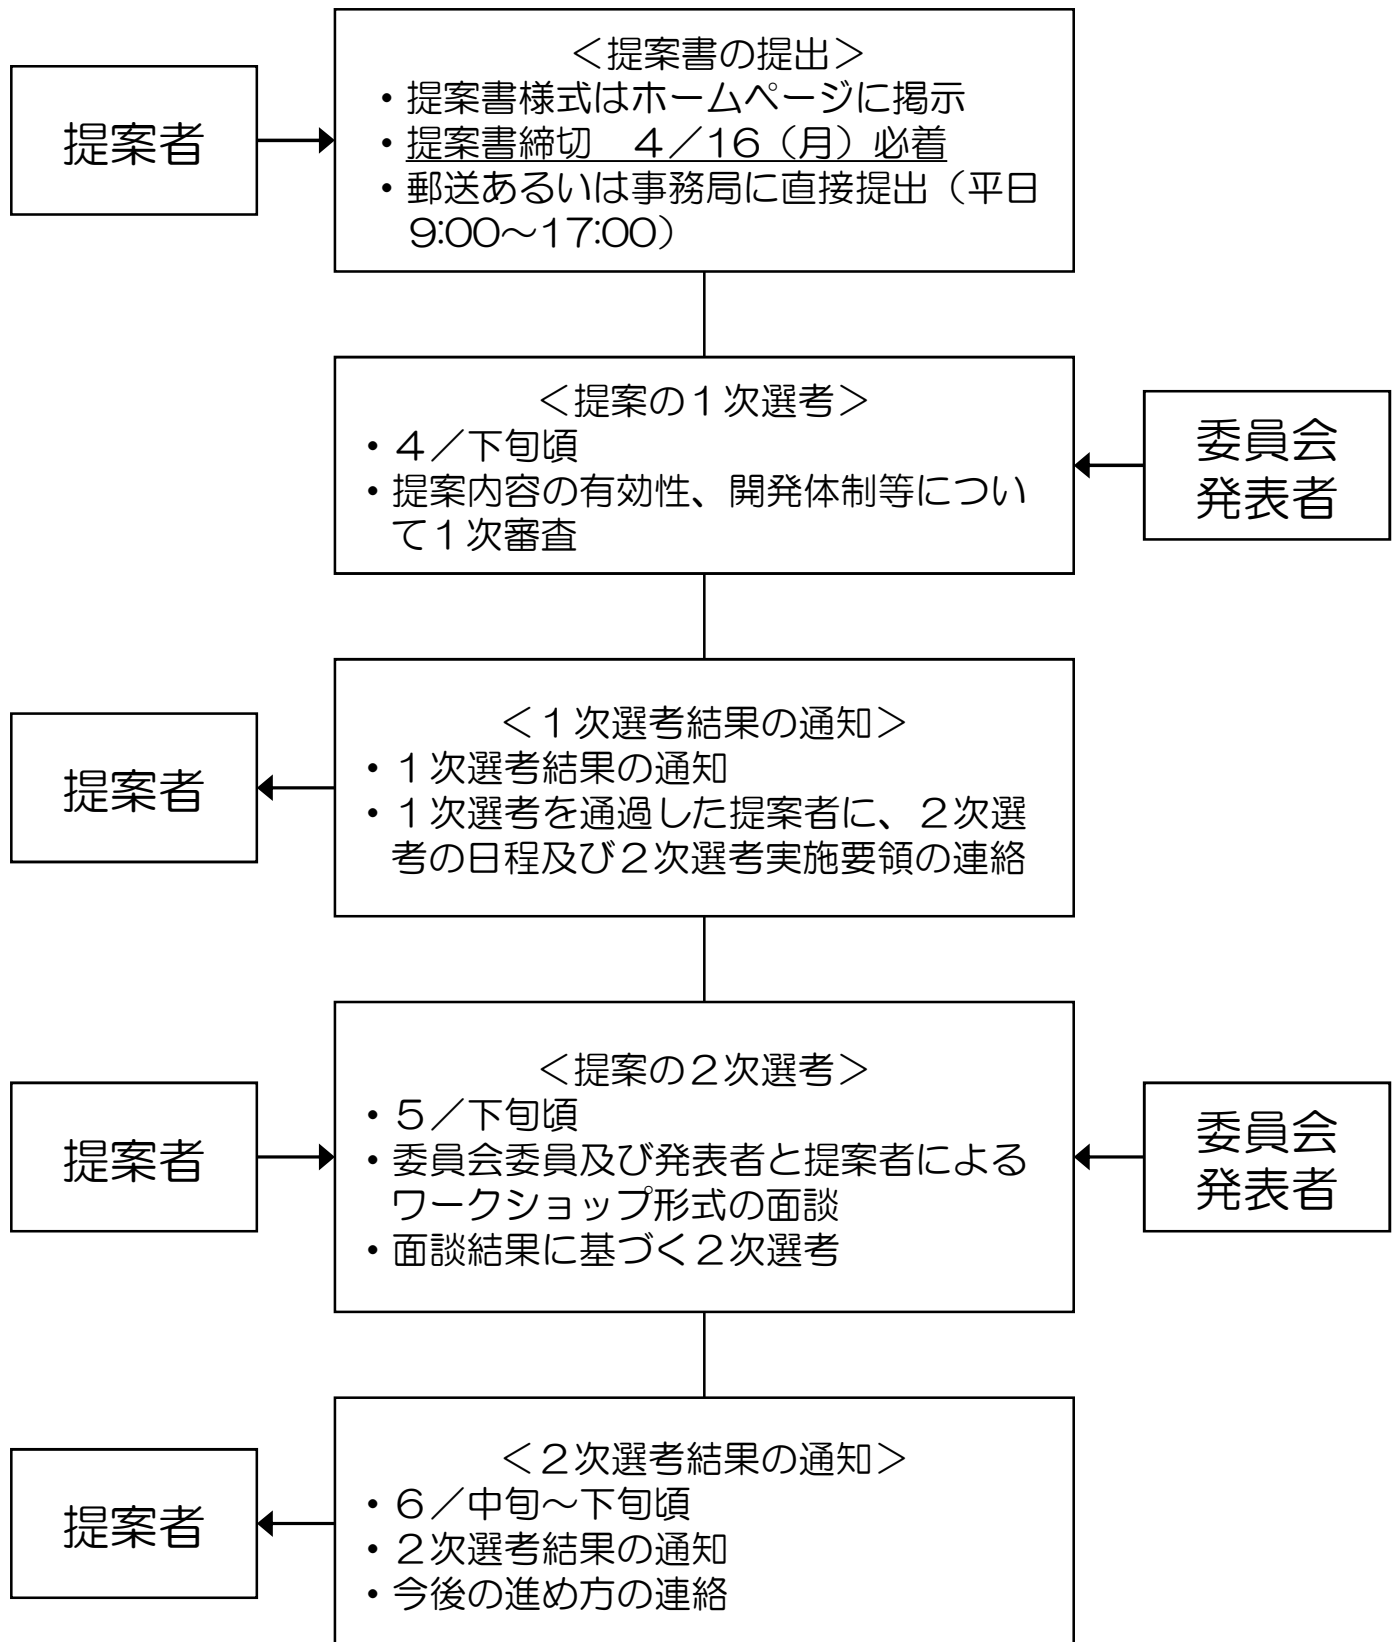 ＜提案書の提出＞
・提案書様式はホームページに掲示
提案者
・提案書締切　４／16（月）必着
・郵送あるいは事務局に直接提出（平日
9:00～17:00）
＜提案の１次選考＞
・４／下旬頃
・提案内容の有効性、開発体制等につい
て１次審査
委員会
発表者
＜１次選考結果の通知＞
・１次選考結果の通知
提案者
・１次選考を通過した提案者に、２次選
考の日程及び２次選考実施要領の連絡
＜提案の２次選考＞
・５／下旬頃
提案者
・委員会委員及び発表者と提案者による
ワークショップ形式の面談
・面談結果に基づく２次選考
委員会
発表者
＜２次選考結果の通知＞
・６／中旬～下旬頃
提案者
・２次選考結果の通知
・今後の進め方の連絡